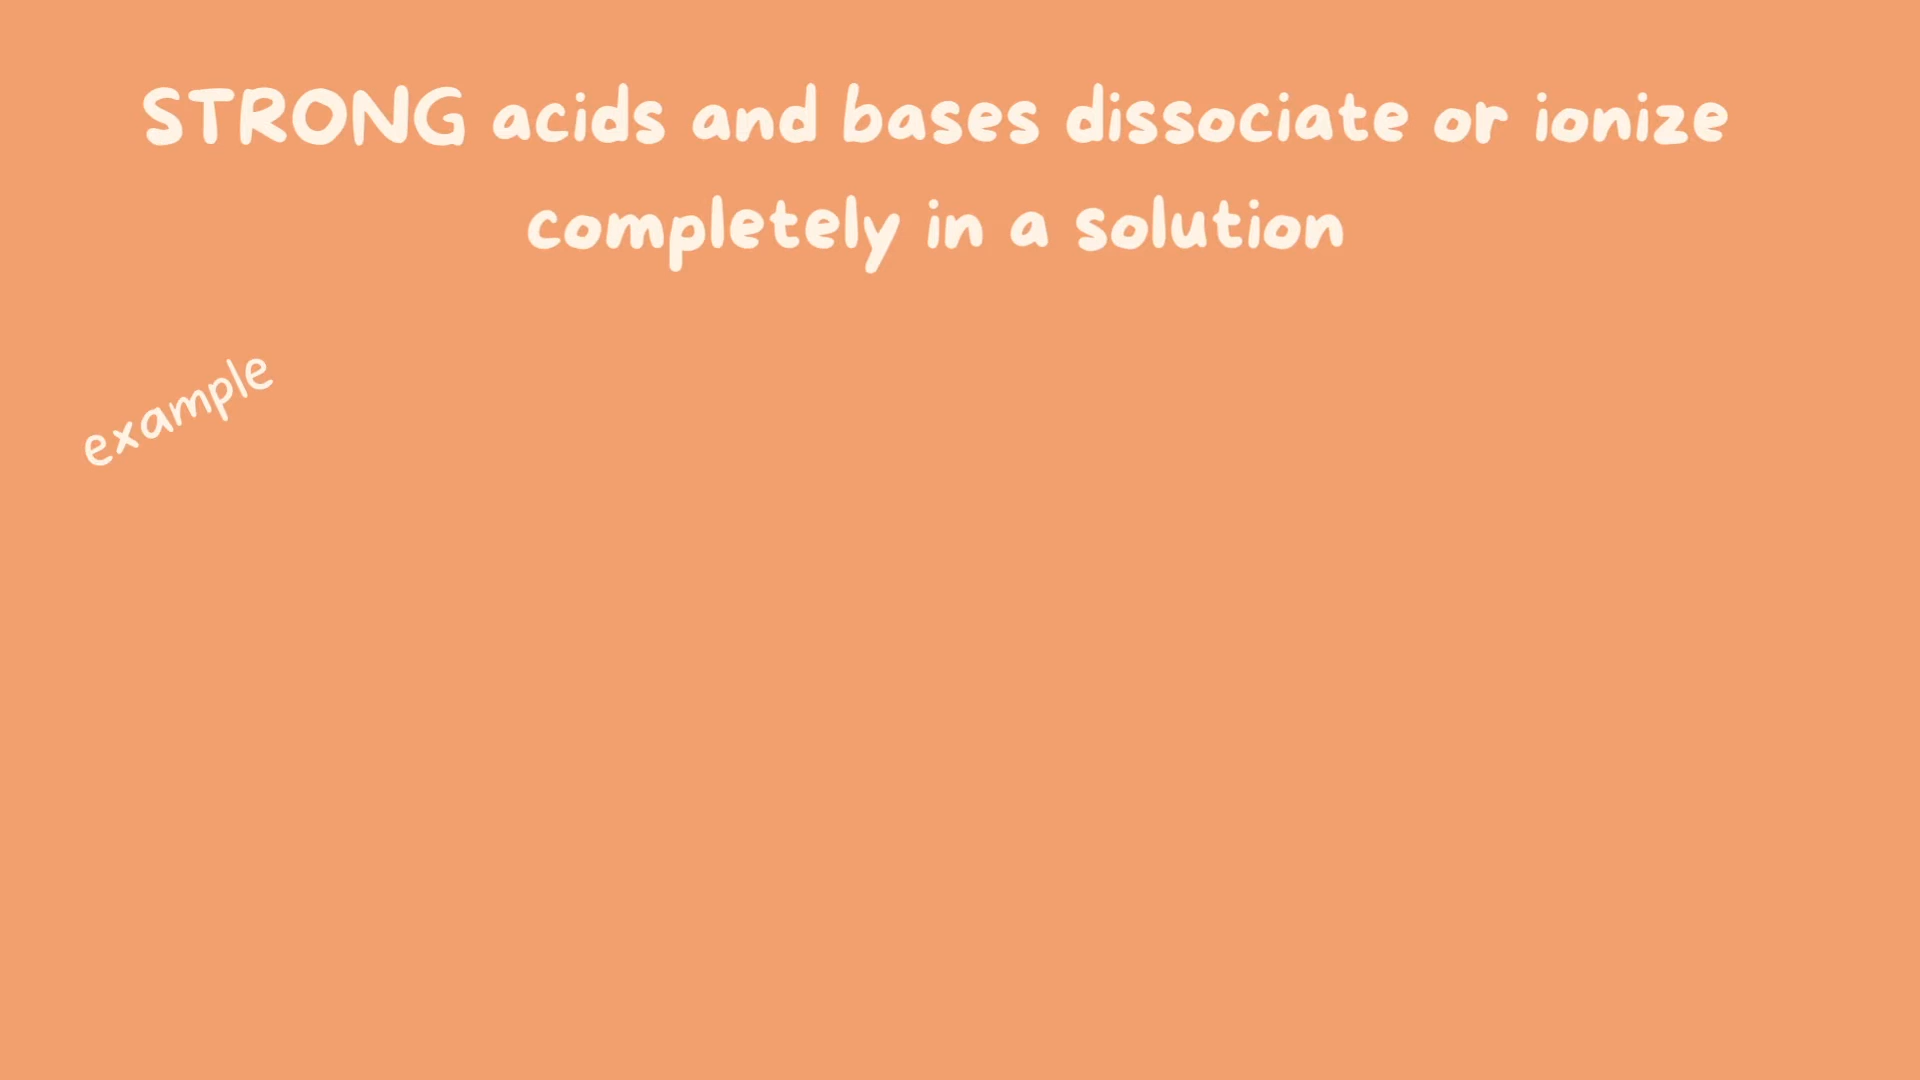 STRONG acids and bases dissociate or ionize
completely in a solution
example